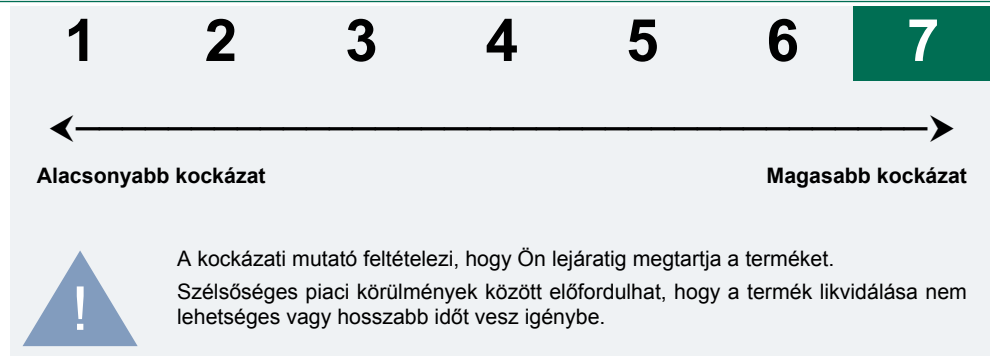 1 2 3 4 5 6 7
Alacsonyabb kockázat Magasabb kockázat
! A kockázati mutató feltételezi, hogy Ön lejáratig megtartja a terméket.
Szélsőséges piaci körülmények között előfordulhat, hogy a termék likvidálása nem
lehetséges vagy hosszabb időt vesz igénybe.